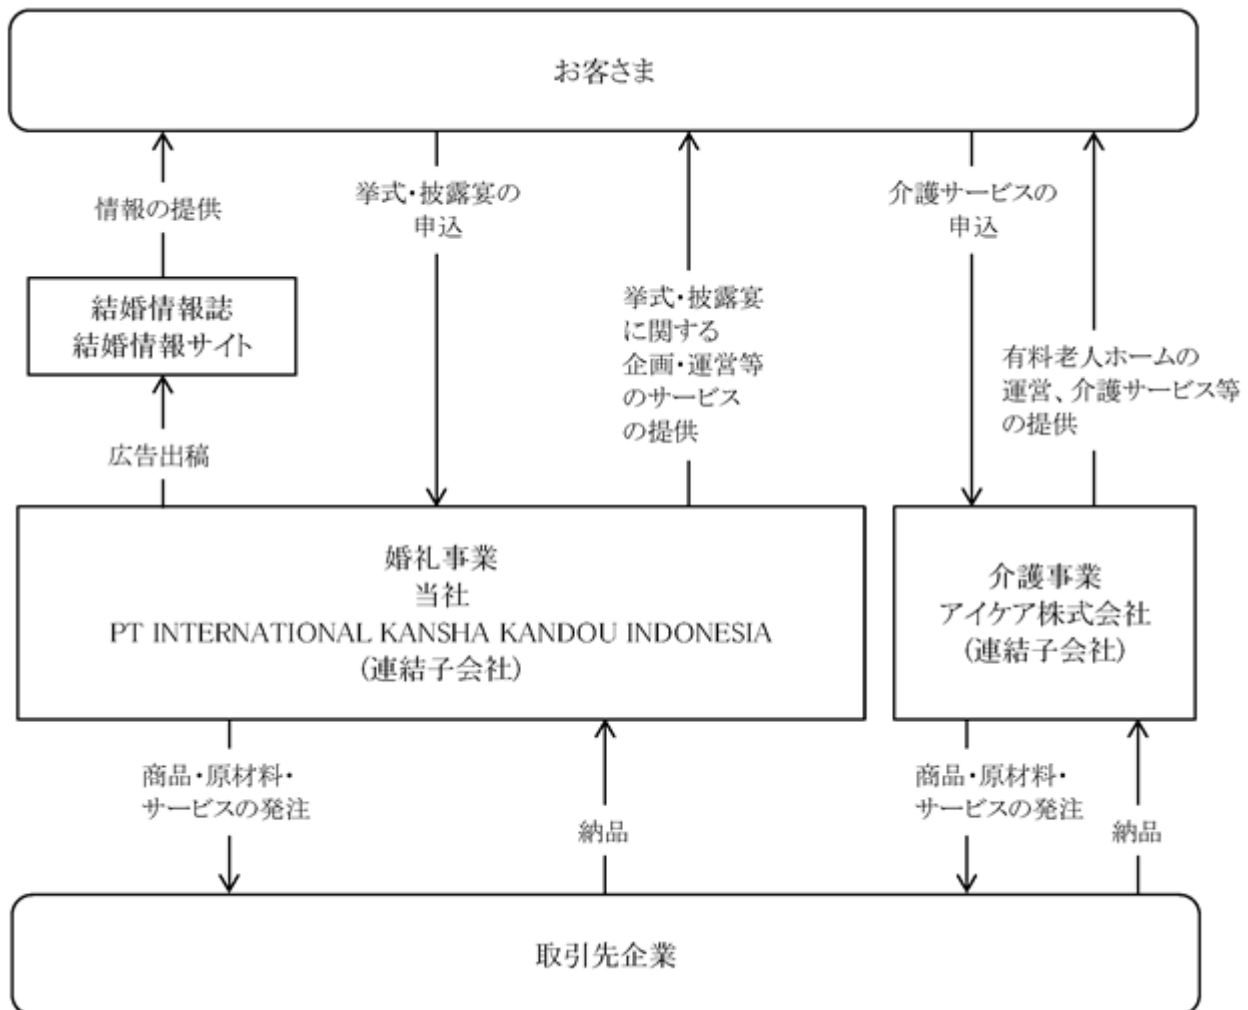 お客さま
情報の提供
挙式・披露宴の
申込
介護サービスの
申込
結婚情報誌
結婚情報サイト
挙式・披露宴
に関する
企画・運営等
のサービス
の提供
有料老人ホームの
運営、介護サービス等
の提供
広告出稿
婚礼事業
当社
PT INTERNATIONAL KANSHA KANDOU INDONESIA
(連結子会社)
介護事業
アイケア株式会社
(連結子会社)
商品・原材料・
サービスの発注
納品
商品・原材料・
サービスの発注
納品
取引先企業